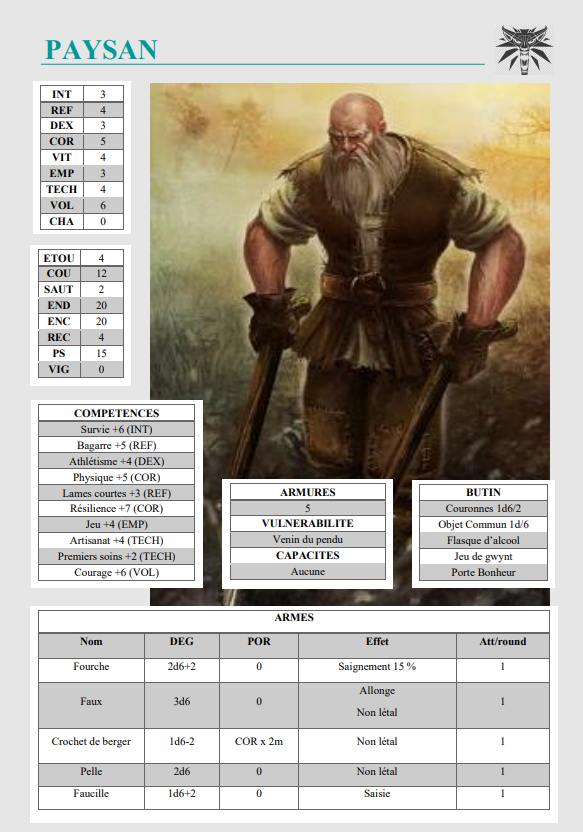 PAYSAN
INT 3
REF 4
DEX 3
COR 5
VIT 4
EMP 3
TECH 4
VOL 6
CHA 0
ETOU 4
COU 12
SAUT 2
END 20
ENC 20
REC 4
PS 15
VIG 0
COMPETENCES
Survie +6 (INT)
Bagarre +5 (REF)
Athlétisme +4 (DEX)
Physique +5 (COR)
Lames courtes +3 (REF)
Résilience +7 (COR)
Jeu +4 (EMP)
Artisanat +4 (TECH)
Premiers soins +2 (TECH)
Courage +6 (VOL)
ARMURES
5
VULNERABILITE
Venin du pendu
CAPACITES
Aucune
BUTIN
Couronnes 1d6/2
Objet Commun 1d/6
Flasque d'alcool
Jeu de gwynt
Porte Bonheur
ARMES
Nom DEG POR Effet Att/round
Fourche 2d6+2 0 Saignement 15 % 1
Faux 3d6 0 Allonge 1
Non létal
Crochet de berger 1d6-2 COR x 2m Non létal 1
Pelle 2d6 0 Non létal 1
Faucille 1d6+2 0 Saisie 1